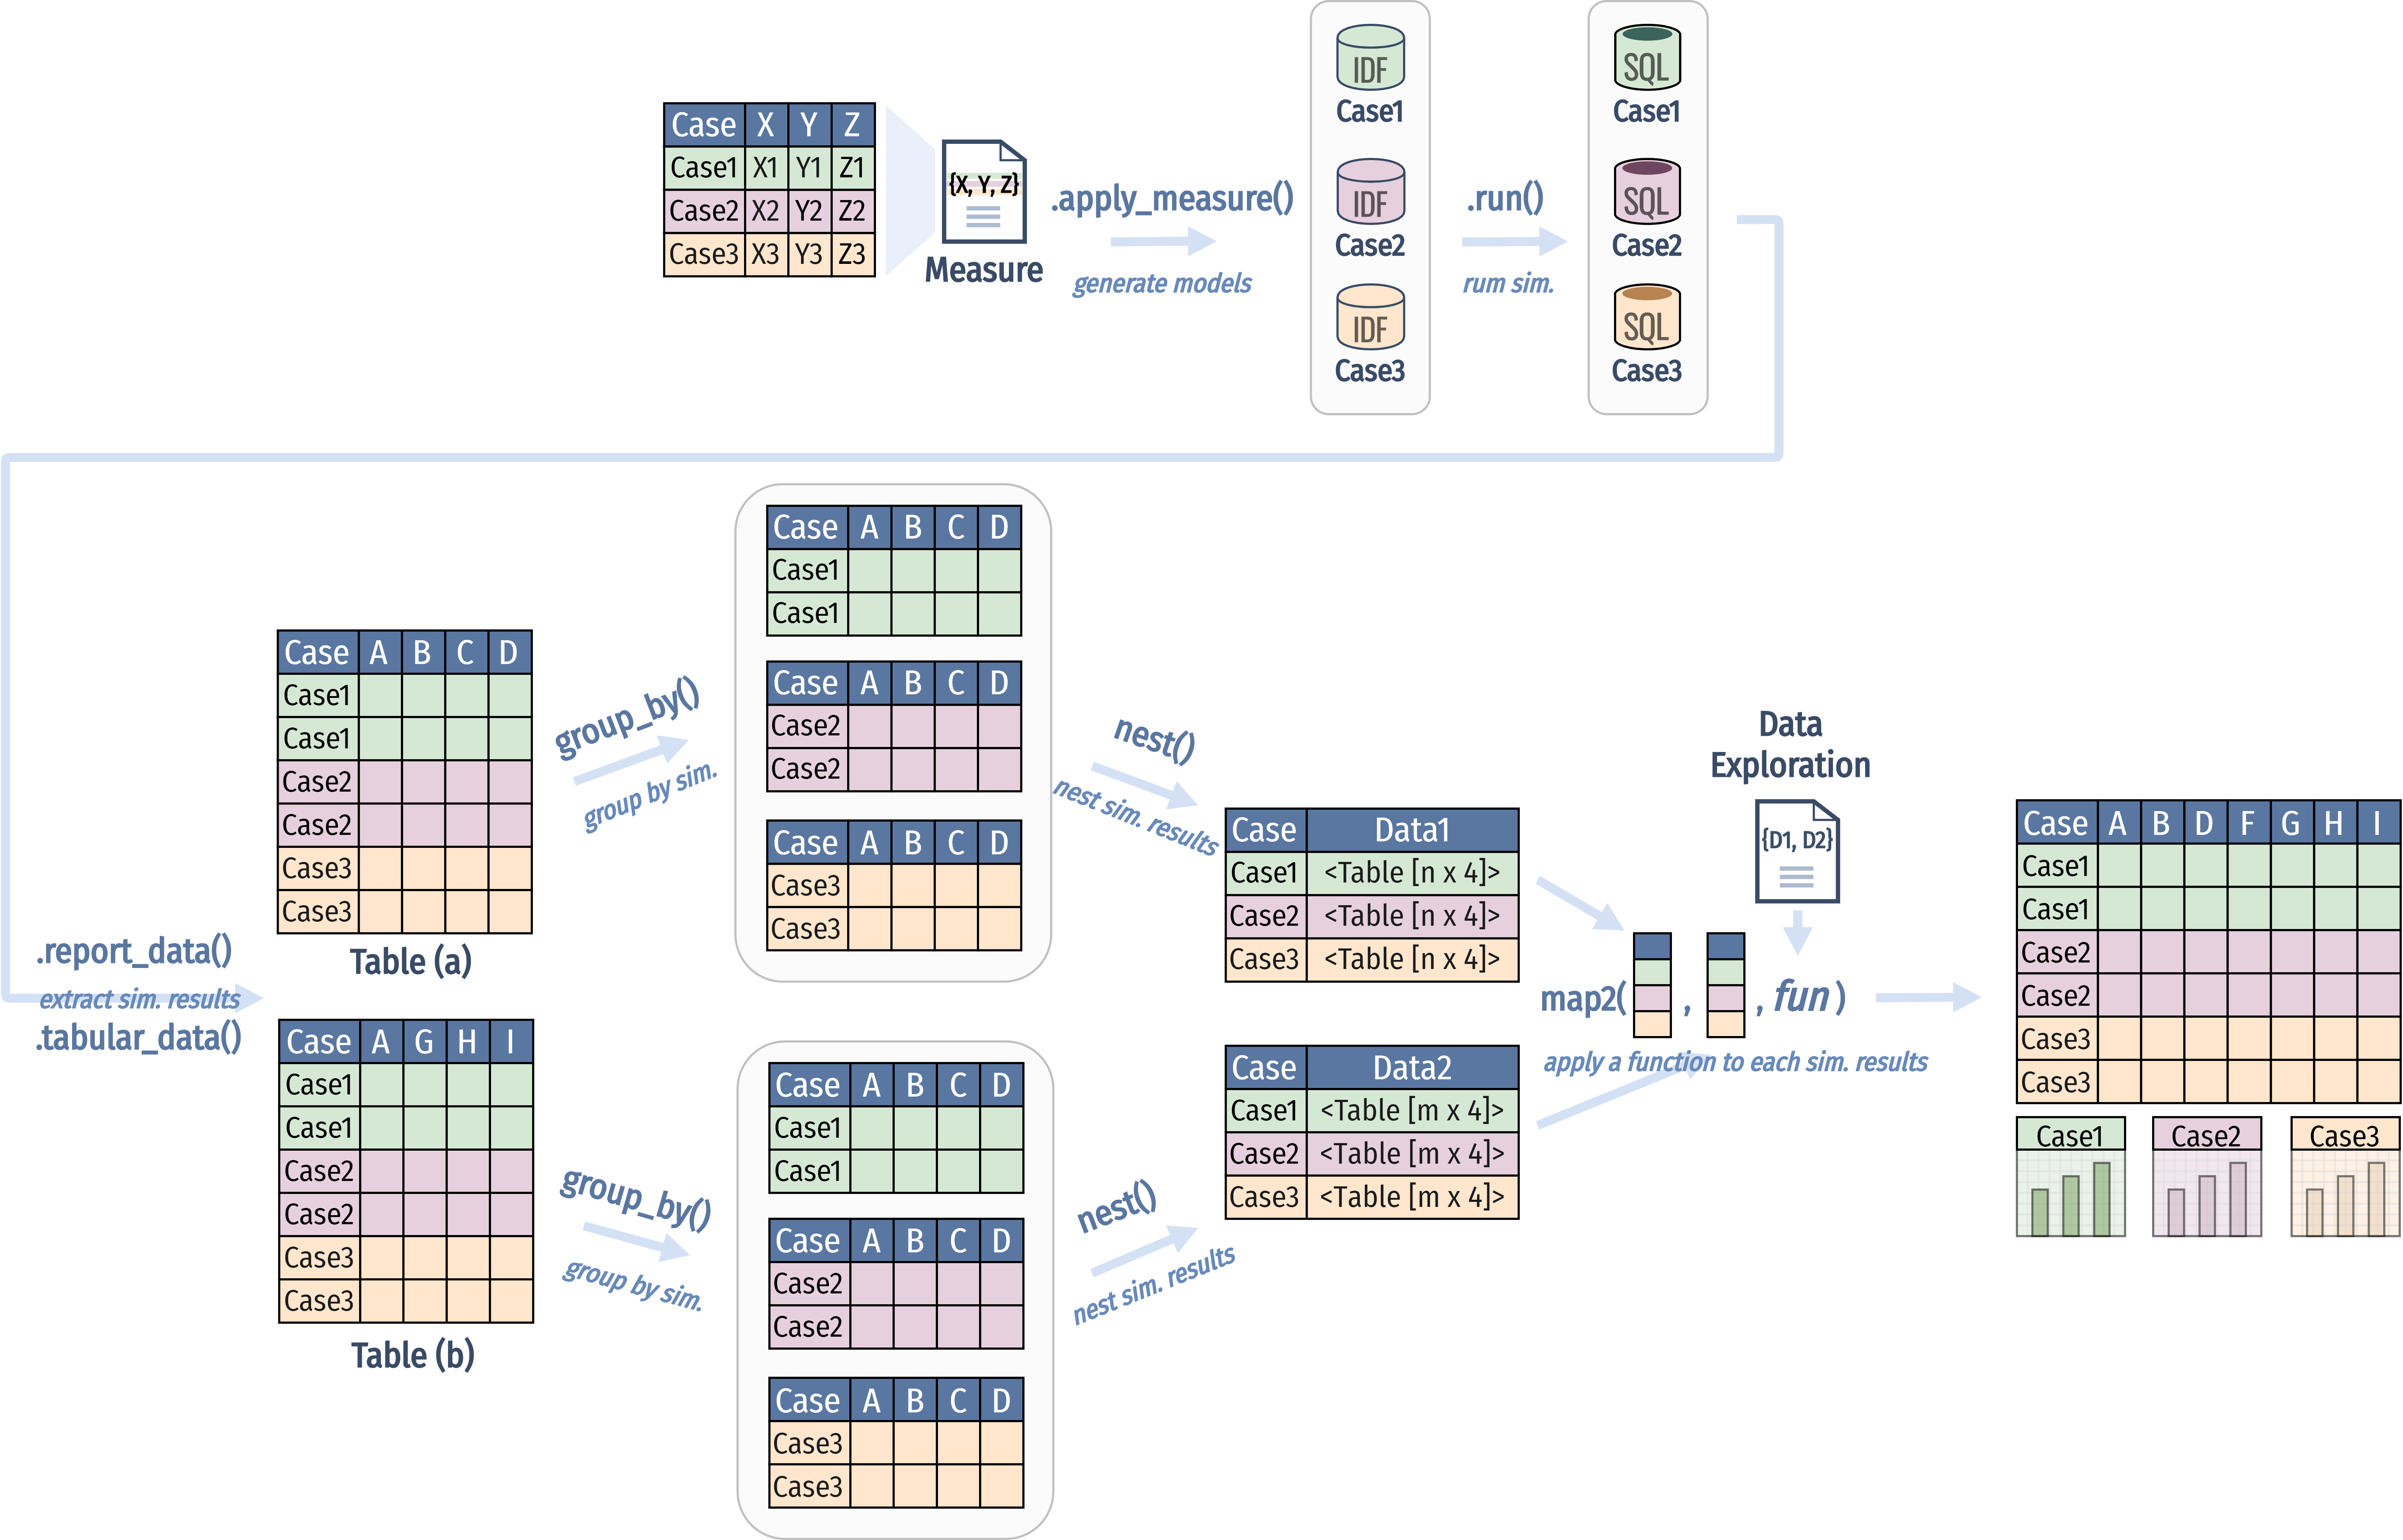 Case X Y Z
Case1 X1 Y1 Z1
Case2 X2 Y2 Z2
Case3 X3 Y3 Z3
{X, Y, Z}
Measure
.apply_measure()
generate models
IDF
Case1
IDF
Case2
IDF
Case3
.run()
rum sim.
SQL
Case1
SQL
Case2
SQL
Case3
.report_data()
extract sim. results
.tabular_data()
Case A B C D
Case1
Case1
Case2
Case2
Case3
Case3
Table (a)
group_by()
group by sim.
Case A B C D
Case1
Case1
Case A B C D
Case2
Case2
Case A B C D
Case3
Case3
nest()
nest sim. results
Case Data1
Case1 <Table [n x 4]>
Case2 <Table [n x 4]>
Case3 <Table [n x 4]>
Case A G H I
Case1
Case1
Case2
Case2
Case3
Case3
Table (b)
group_by()
group by sim.
Case A B C D
Case1
Case1
Case A B C D
Case2
Case2
Case A B C D
Case3
Case3
nest()
nest sim. results
Case Data2
Case1 <Table [m x 4]>
Case2 <Table [m x 4]>
Case3 <Table [m x 4]>
Data
Exploration
{D1, D2}
map2( , , fun )
apply a function to each sim. results
Case A B D F G H I
Case1
Case1
Case2
Case2
Case3
Case3
Case1 Case2 Case3